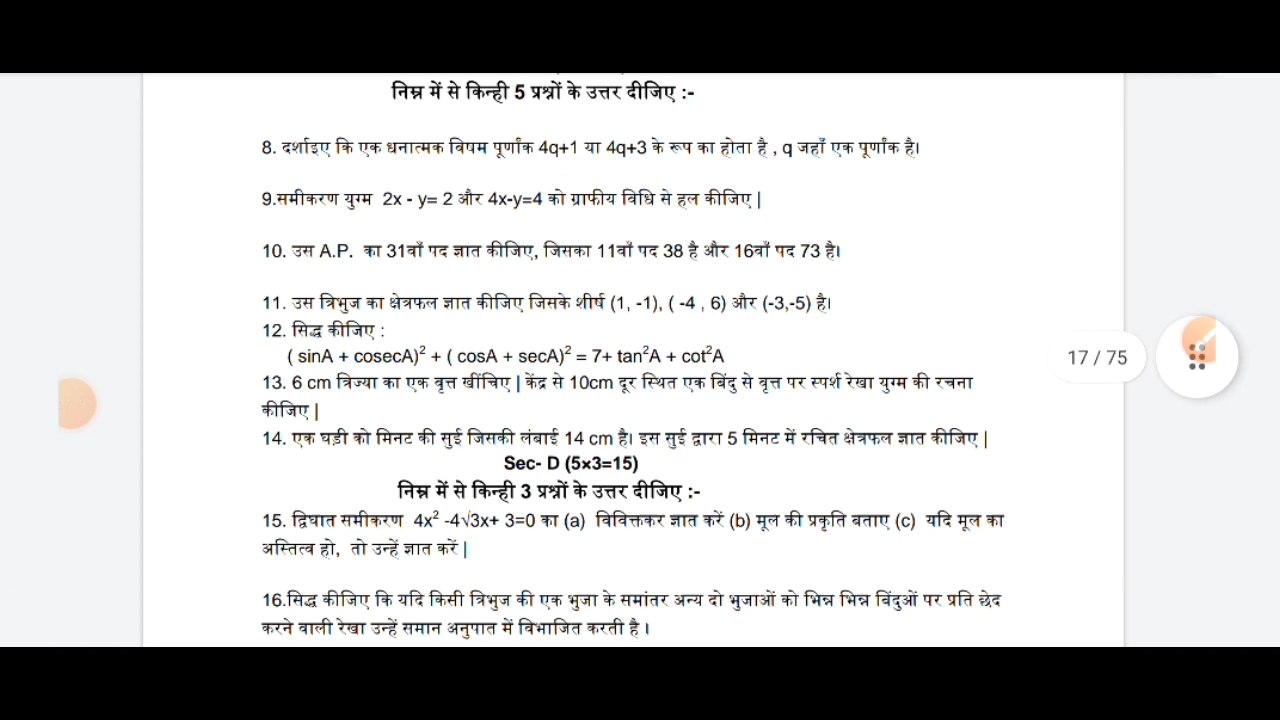 निम्न में से किन्ही 5 प्रश्नों के उत्तर दीजिए :-
8. दर्शाइए कि एक धनात्मक विषम पूर्णांक 4q+1 या 4q+3 के रूप का होता है , q जहाँ एक पूर्णांक है।
9.समीकरण युग्म 2x - y= 2 और 4x-y=4 को ग्राफीय विधि से हल कीजिए |
10. उस A.P. का 31वाँ पद ज्ञात कीजिए, जिसका 11वाँ पद 38 है और 16वाँ पद 73 है।
11. उस त्रिभुज का क्षेत्रफल ज्ञात कीजिए जिसके शीर्ष (1, -1), ( -4 , 6) और (-3,-5) है।
12. सिद्ध कीजिए :
( sinA + cosecA)² + ( cosA + secA)² = 7+ tan²A + cot²A
13. 6 cm त्रिज्या का एक वृत्त खींचिए | केंद्र से 10cm दूर स्थित एक बिंदु से वृत्त पर स्पर्श रेखा युग्म की रचना
कीजिए |
14. एक घड़ी को मिनट की सुई जिसकी लंबाई 14 cm है। इस सुई द्वारा 5 मिनट में रचित क्षेत्रफल ज्ञात कीजिए |
Sec- D (5×3=15)
निम्न में से किन्ही 3 प्रश्नों के उत्तर दीजिए :-
15. द्विघात समीकरण 4x² -4√3x+ 3=0 का (a) विविक्तकर ज्ञात करें (b) मूल की प्रकृति बताए (c) यदि मूल का
अस्तित्व हो, तो उन्हें ज्ञात करें |
16.सिद्ध कीजिए कि यदि किसी त्रिभुज की एक भुजा के समांतर अन्य दो भुजाओं को भिन्न भिन्न बिंदुओं पर प्रति छेद
करने वाली रेखा उन्हें समान अनुपात में विभाजित करती है ।
17 / 75